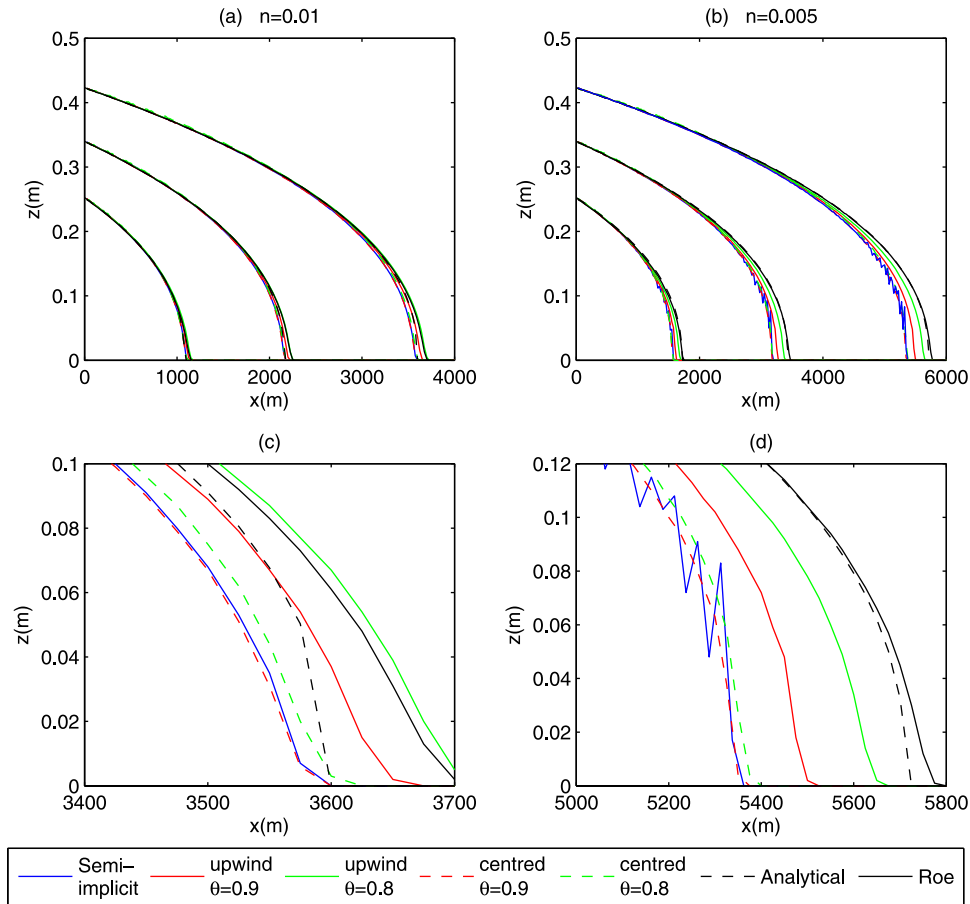 (a) n=0.01
(b) n=0.005
0.5
0.4
0.3
0.2
0.1
0
z(m)
0 1000 2000 3000 4000
x(m)
0.5
0.4
0.3
0.2
0.1
0
z(m)
0 2000 4000 6000
x(m)
(c)
(d)
0.1
0.08
0.06
0.04
0.02
0
z(m)
3400 3500 3600 3700
x(m)
0.12
0.1
0.08
0.06
0.04
0.02
0
z(m)
5000 5200 5400 5600 5800
x(m)
Semi-
implicit
upwind
θ=0.9
upwind
θ=0.8
centred
θ=0.9
centred
θ=0.8
Analytical
Roe